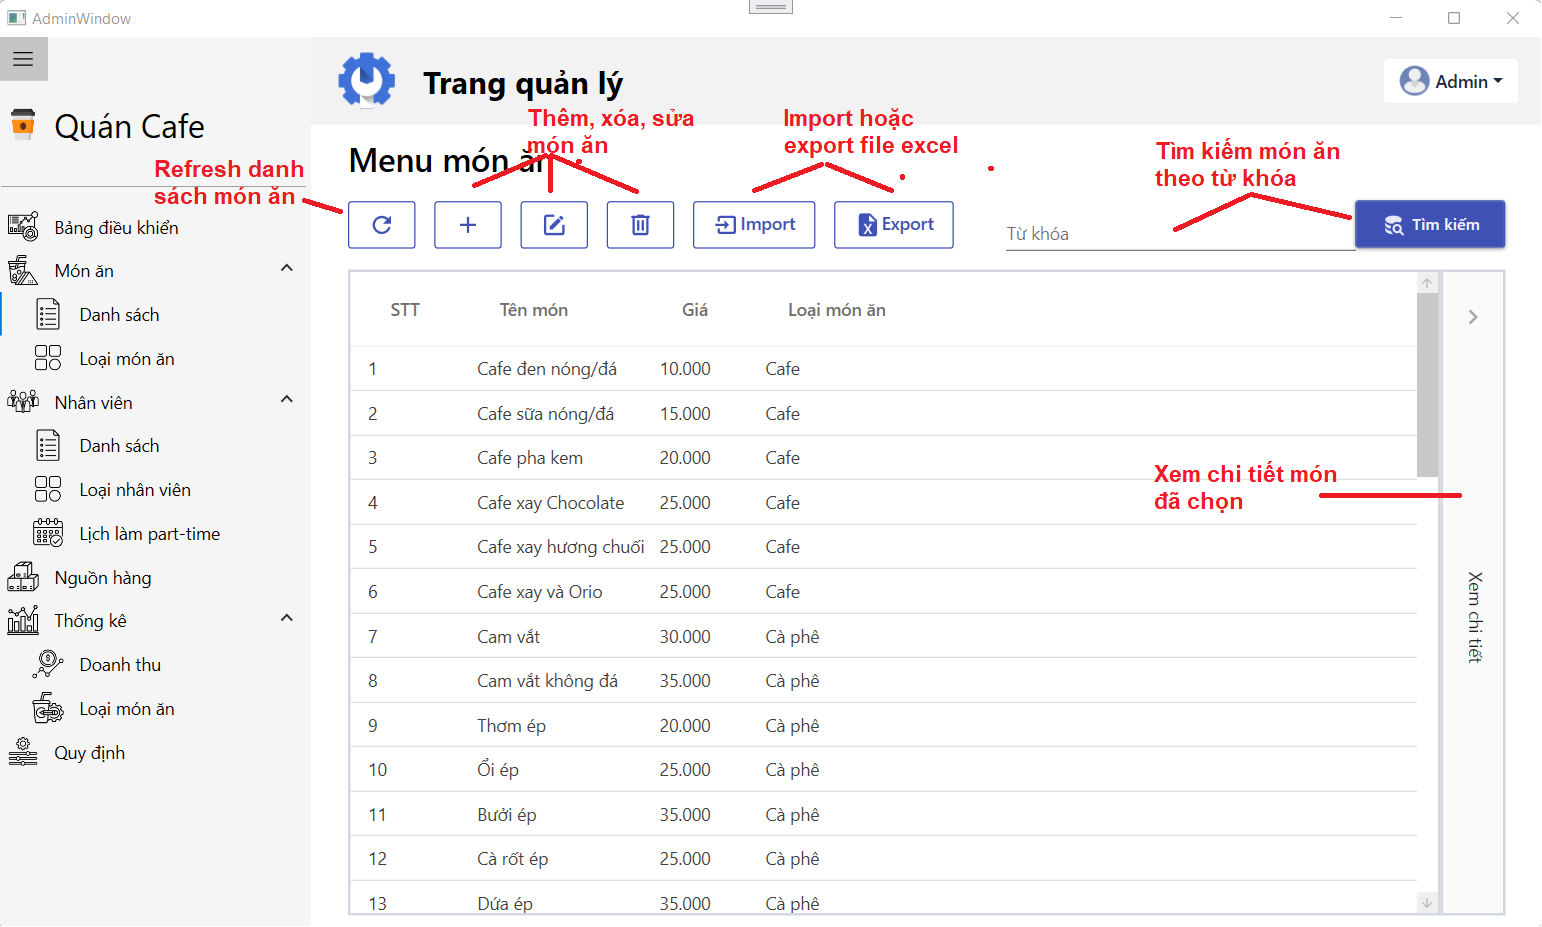 AdminWindow
Trang quản lý
Admin
Quán Cafe
Thêm, xóa, sửa
món ăn
Import hoặc
export file excel
Tìm kiếm món ăn
theo từ khóa
Menu món ăn
Refresh danh
sách món ăn
Import
Export
Từ khóa
Tìm kiếm
Bảng điều khiển
Món ăn
Danh sách
Loại món ăn
Nhân viên
Danh sách
Loại nhân viên
Lịch làm part-time
Nguồn hàng
Thống kê
Doanh thu
Loại món ăn
Quy định
STT Tên món Giá Loại món ăn
1 Cafe đen nóng/đá 10.000 Cafe
2 Cafe sữa nóng/đá 15.000 Cafe
3 Cafe pha kem 20.000 Cafe
4 Cafe xay Chocolate 25.000 Cafe
5 Cafe xay hương chuối 25.000 Cafe
6 Cafe xay và Orio 25.000 Cafe
7 Cam vắt 30.000 Cà phê
8 Cam vắt không đá 35.000 Cà phê
9 Thơm ép 20.000 Cà phê
10 Ổi ép 25.000 Cà phê
11 Bưởi ép 35.000 Cà phê
12 Cà rốt ép 25.000 Cà phê
13 Dứa ép 35.000 Cà phê
Xem chi tiết món
đã chọn
Xem chi tiết